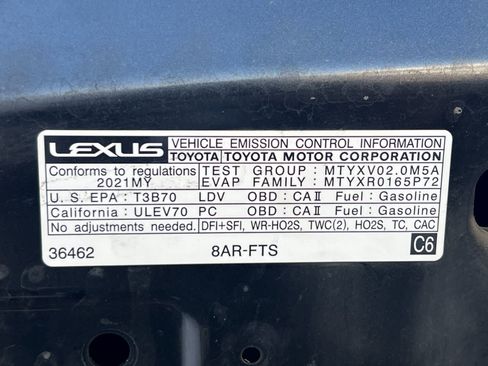 LEXUS VEHICLE EMISSION CONTROL INFORMATION
TOYOTA TOYOTA MOTOR CORPORATION
Conforms to regulations TEST GROUP : MTYXV02.0M5A
2021MY EVAP FAMILY : MTYXR0165P72
U. S. EPA : T3B70 LDV OBD : CAⅡ Fuel : Gasoline
California : ULEV70 PC OBD : CAⅡ Fuel : Gasoline
No adjustments needed DFI+SFI, WR-HO2S, TWC(2), HO2S, TC, CAC
36462 8AR-FTS C6